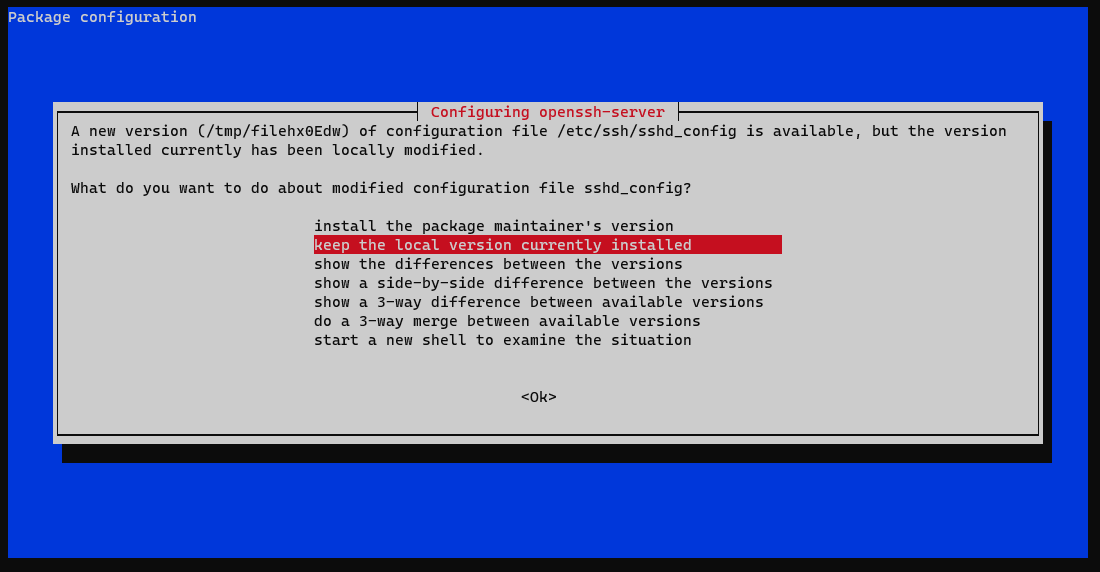 Package configuration
Configuring openssh-server
A new version (/tmp/filehx0Edw) of configuration file /etc/ssh/sshd_config is available, but the version
installed currently has been locally modified.
What do you want to do about modified configuration file sshd_config?
install the package maintainer's version
keep the local version currently installed
show the differences between the versions
show a side-by-side difference between the versions
show a 3-way difference between available versions
do a 3-way merge between available versions
start a new shell to examine the situation
<Ok>